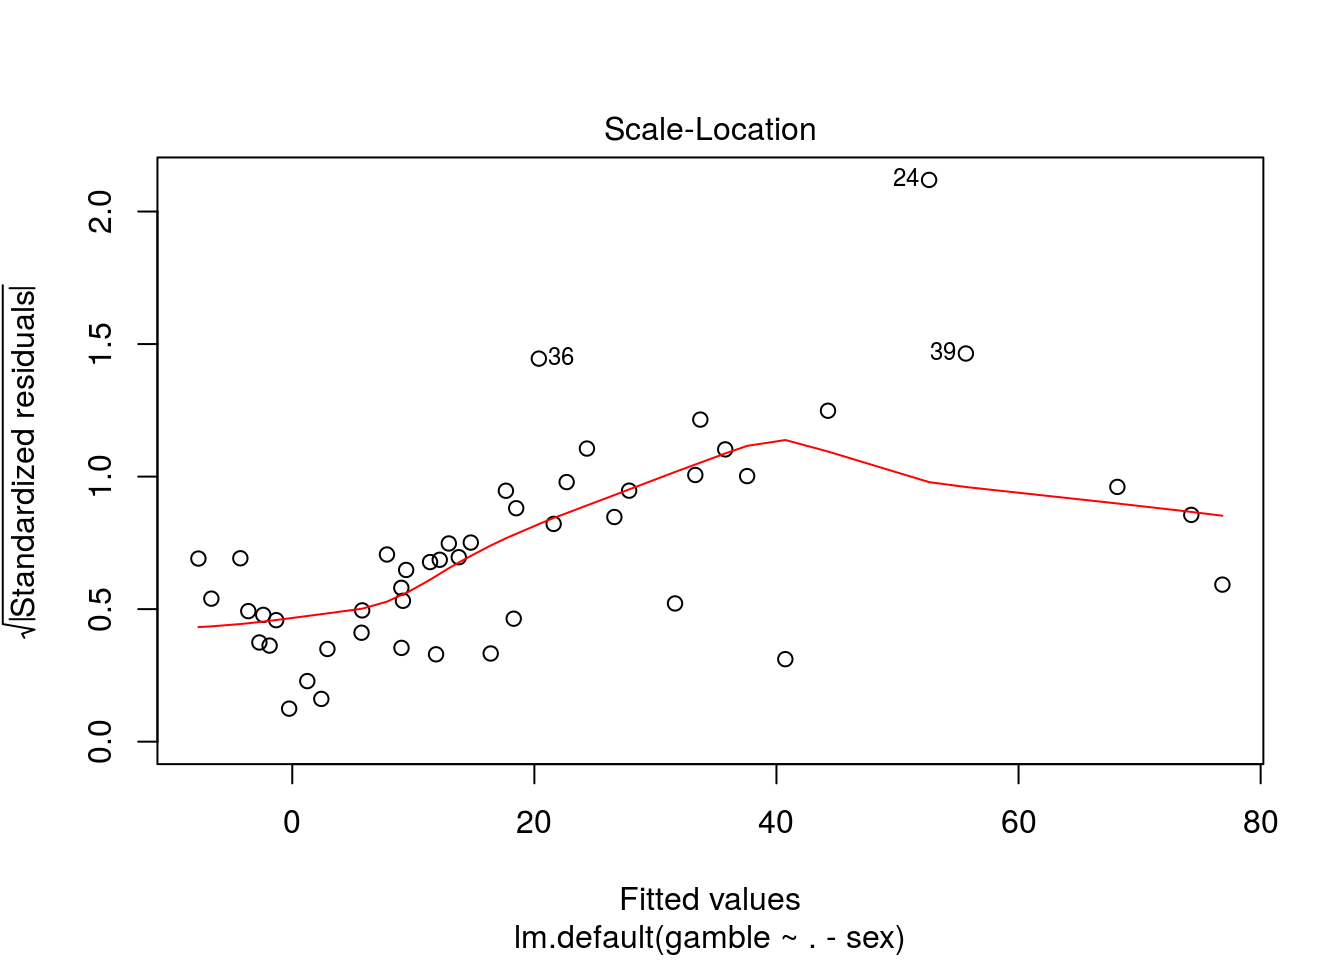 Scale-Location
√|Standardized residuals|
2.0
1.5
1.0
0.5
0.0
24
39
36
0 20 40 60 80
Fitted values
lm.default(gamble ~ . - sex)